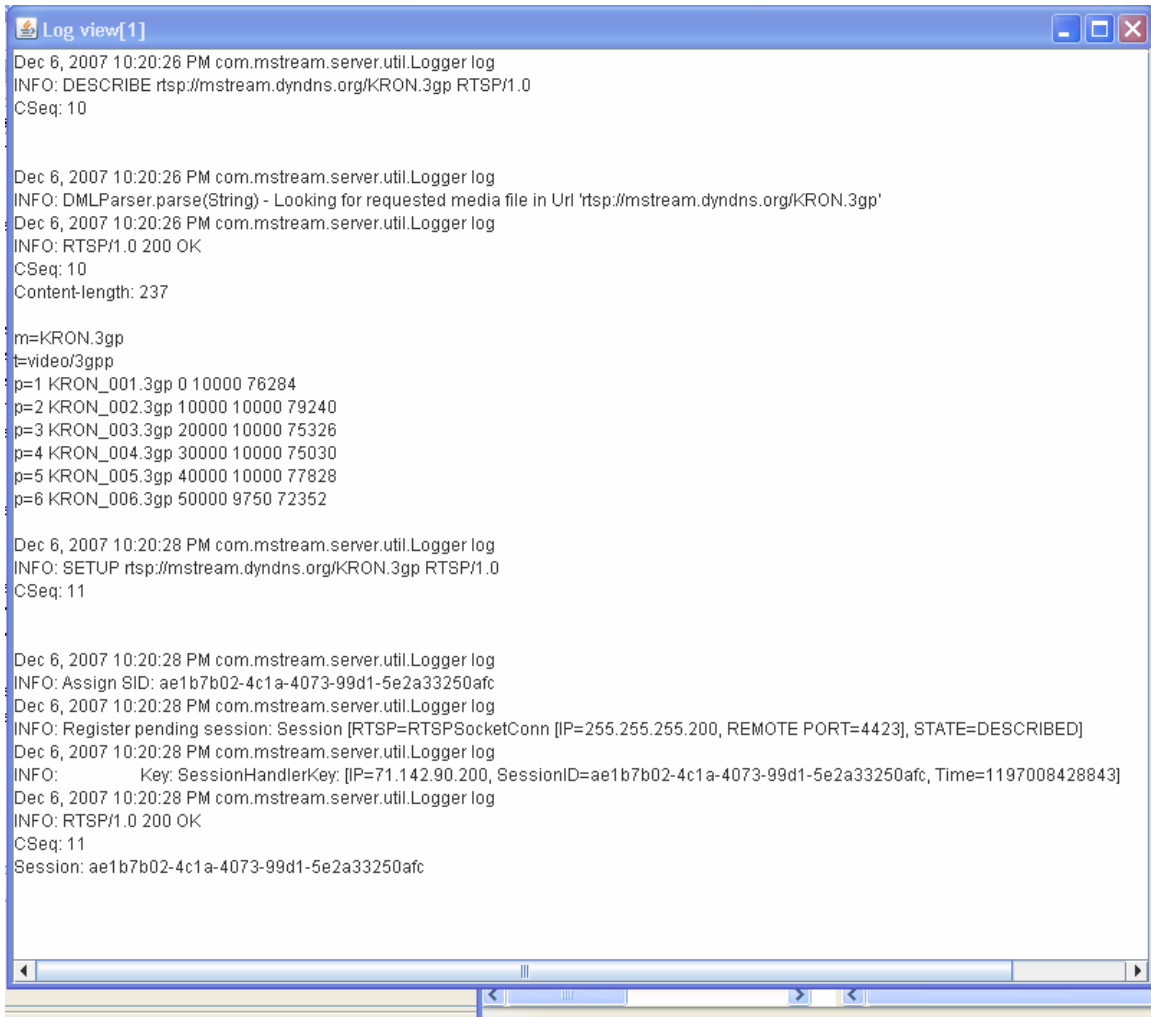 Log view[1]
Dec 6, 2007 10:20:26 PM com.mstream.server.util.Logger log
INFO: DESCRIBE rtsp://mstream.dyndns.org/KRON.3gp RTSP/1.0
CSeq: 10
Dec 6, 2007 10:20:26 PM com.mstream.server.util.Logger log
INFO: DMLParser.parse(String) - Looking for requested media file in Url 'rtsp://mstream.dyndns.org/KRON.3gp'
Dec 6, 2007 10:20:26 PM com.mstream.server.util.Logger log
INFO: RTSP/1.0 200 OK
CSeq: 10
Content-length: 237
m=KRON.3gp
t=video/3gpp
p=1 KRON_001.3gp 0 10000 76284
p=2 KRON_002.3gp 10000 10000 79240
p=3 KRON_003.3gp 20000 10000 75326
p=4 KRON_004.3gp 30000 10000 75030
p=5 KRON_005.3gp 40000 10000 77828
p=6 KRON_006.3gp 50000 9750 72352
Dec 6, 2007 10:20:28 PM com.mstream.server.util.Logger log
INFO: SETUP rtsp://mstream.dyndns.org/KRON.3gp RTSP/1.0
CSeq: 11
Dec 6, 2007 10:20:28 PM com.mstream.server.util.Logger log
INFO: Assign SID: ae1b7b02-4c1a-4073-99d1-5e2a33250afc
Dec 6, 2007 10:20:28 PM com.mstream.server.util.Logger log
INFO: Register pending session: Session [RTSP=RTSPSocketConn [IP=255.255.255.200, REMOTE PORT=4423], STATE=DESCRIBED]
Dec 6, 2007 10:20:28 PM com.mstream.server.util.Logger log
INFO: Key: SessionHandlerKey: [IP=71.142.90.200, SessionID=ae1b7b02-4c1a-4073-99d1-5e2a33250afc, Time=1197008428843]
Dec 6, 2007 10:20:28 PM com.mstream.server.util.Logger log
INFO: RTSP/1.0 200 OK
CSeq: 11
Session: ae1b7b02-4c1a-4073-99d1-5e2a33250afc